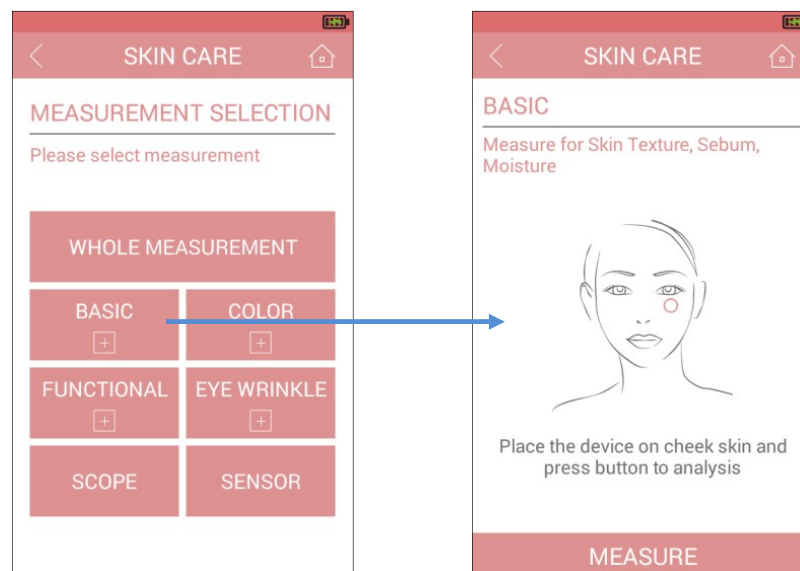 SKIN CARE
MEASUREMENT SELECTION
Please select measurement
WHOLE MEASUREMENT
BASIC
COLOR
FUNCTIONAL
EYE WRINKLE
SCOPE
SENSOR
SKIN CARE
BASIC
Measure for Skin Texture, Sebum,
Moisture
Place the device on cheek skin and
press button to analysis
MEASURE